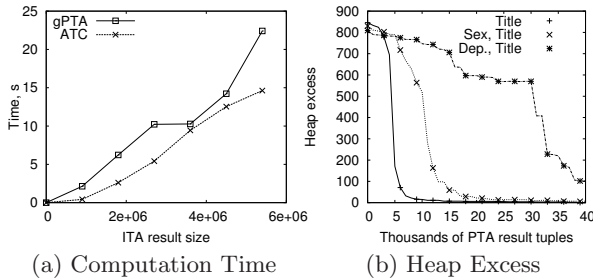 gPTA
ATC
25
20
15
10
5
0
Time, s
0
2e+06
4e+06
6e+06
ITA result size
(a) Computation Time
Title
Sex, Title
Dep., Title
900
800
700
600
500
400
300
200
100
0
Heap excess
0 5 10 15 20 25 30 35 40
Thousands of PTA result tuples
(b) Heap Excess